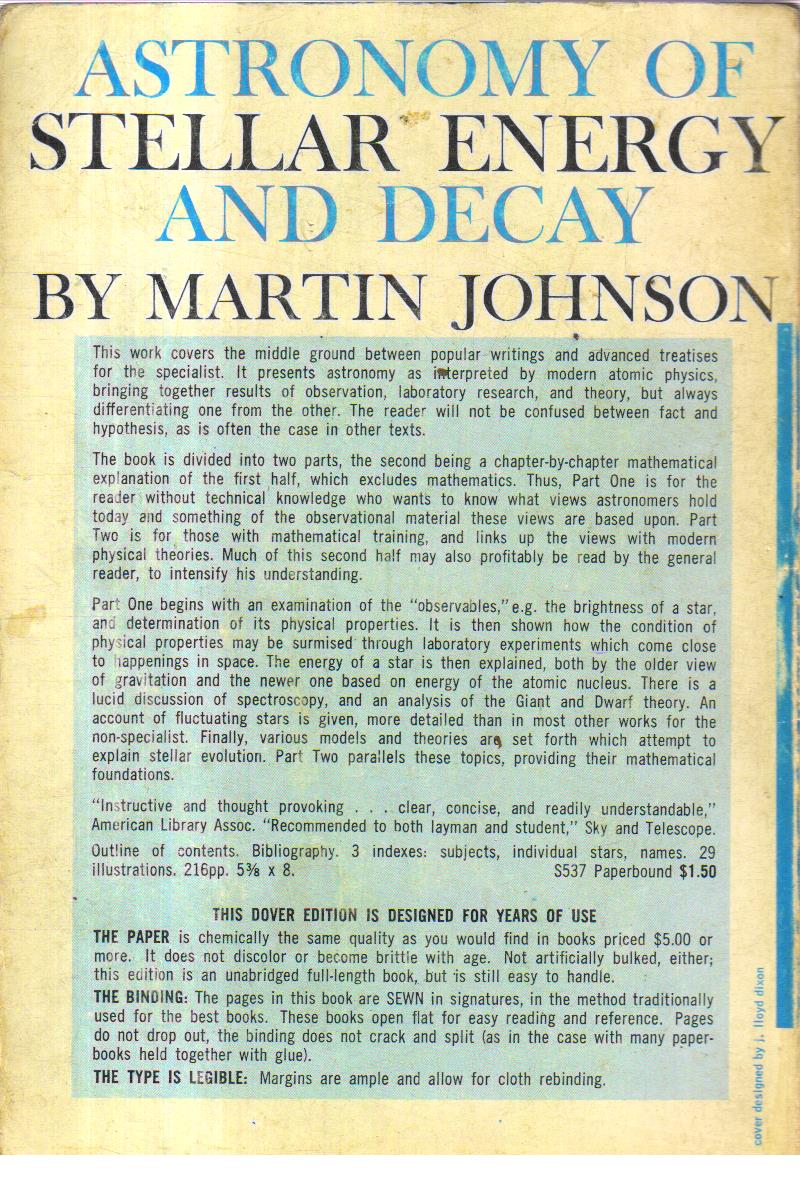 ASTRONOMY OF
STELLAR ENERGY
AND DECAY
BY MARTIN JOHNSON
This work covers the middle ground between popular writings and advanced treatises
for the specialist. It presents astronomy as interpreted by modern atomic physics,
bringing together results of observation, laboratory research, and theory, but always
differentiating one from the other. The reader will not be confused between fact and
hypothesis, as is often the case in other texts.
The book is divided into two parts, the second being a chapter-by-chapter mathematical
explanation of the first half, which excludes mathematics. Thus, Part One is for the
reader without technical knowledge who wants to know what views astronomers hold
today and something of the observational material these views are based upon. Part
Two is for those with mathematical training, and links up the views with modern
physical theories. Much of this second half may also profitably be read by the general
reader, to intensify his understanding.
Part One begins with an examination of the “observables,” e.g. the brightness of a star,
and determination of its physical properties. It is then shown how the condition of
physical properties may be surmised through laboratory experiments which come close
to happenings in space. The energy of a star is then explained, both by the older view
of gravitation and the newer one based on energy of the atomic nucleus. There is a
lucid discussion of spectroscopy, and an analysis of the Giant and Dwarf theory. An
account of fluctuating stars is given, more detailed than in most other works for the
non-specialist. Finally, various models and theories are set forth which attempt to
explain stellar evolution. Part Two parallels these topics, providing their mathematical
foundations.
“Instructive and thought provoking . . . clear, concise, and readily understandable,”
American Library Assoc. “Recommended to both layman and student,” Sky and Telescope.
Outline of contents. Bibliography. 3 indexes: subjects, individual stars, names. 29
illustrations. 216pp. 5⅜ x 8. S537 Paperbound $1.50
THIS DOVER EDITION IS DESIGNED FOR YEARS OF USE
THE PAPER is chemically the same quality as you would find in books priced $5.00 or
more. It does not discolor or become brittle with age. Not artificially bulked, either;
this edition is an unabridged full-length book, but is still easy to handle.
THE BINDING: The pages in this book are SEWN in signatures, in the method traditionally
used for the best books. These books open flat for easy reading and reference. Pages
do not drop out, the binding does not crack and split (as in the case with many paper-
books held together with glue).
THE TYPE IS LEGIBLE: Margins are ample and allow for cloth rebinding.
cover designed by j. lloyd dixon